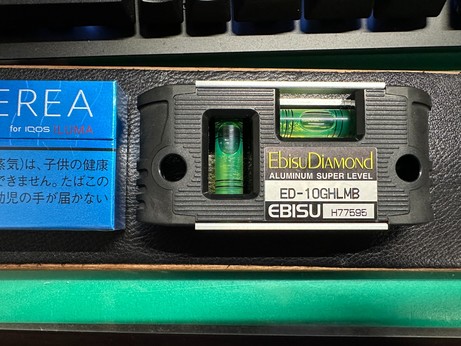 EREA
for IQOS ILUMA
蒸気)は、子供の健康
できません。たばこの
幼児の手が届かない
EbisuDiamond
ALUMINUM SUPER LEVEL
ED-10GHLMB
EBISU H77595